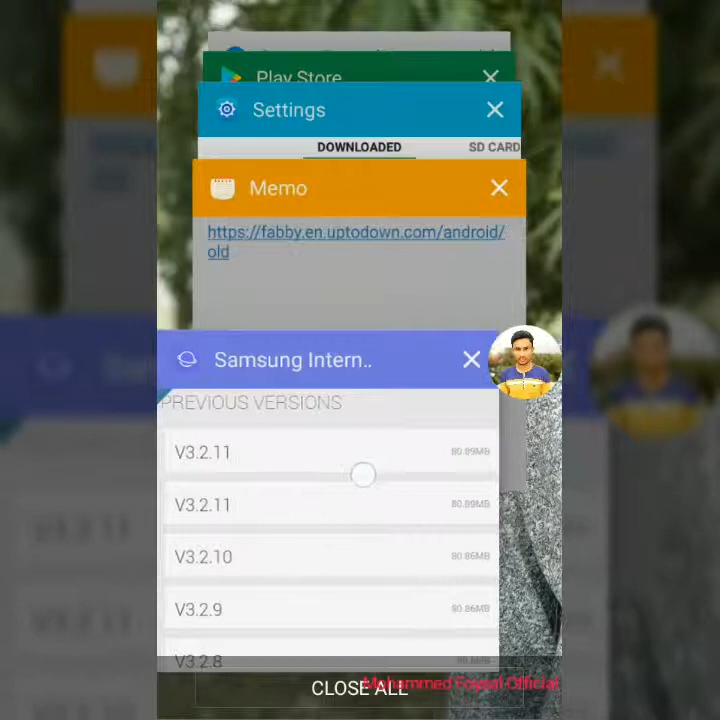 Play Store
Settings
DOWNLOADED
SD CARD
Memo
https://fabby.en.uptodown.com/android/
old
Samsung Intern..
PREVIOUS VERSIONS
V3.2.11 80.89MB
V3.2.11 80.89MB
V3.2.10 80.86MB
V3.2.9 80.86MB
V3.2.8
CLOSE ALL
Mohammed Foysal Official